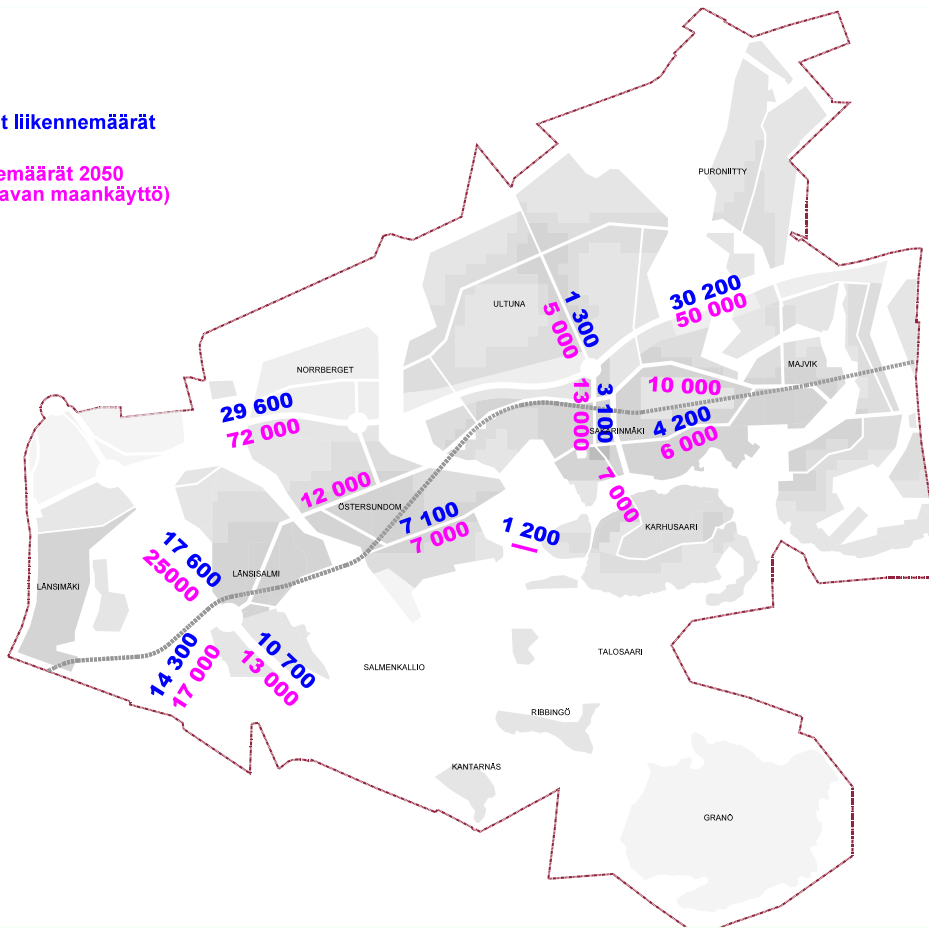 t liikennemäärät
emäärät 2050
avan maankäyttö)
PURONIITTY
ULTUNA
1 300
5 000
30 200
50 000
NORRBERGET
MAJVIK
29 600
72 000
13 000
3 100
10 000
4 200
6 000
SAKARINMÄKI
12 000
ÖSTERSUNDOM
7 100
7 000
1 200
7 000
KARHUSAARI
17 600
25000
LÄNSISALMI
LÄNSIMÄKI
14 300
17 000
10 700
13 000
SALMENKALLIO
TALOSAARI
RIBBINGÖ
KANTARNÄS
GRANÖ